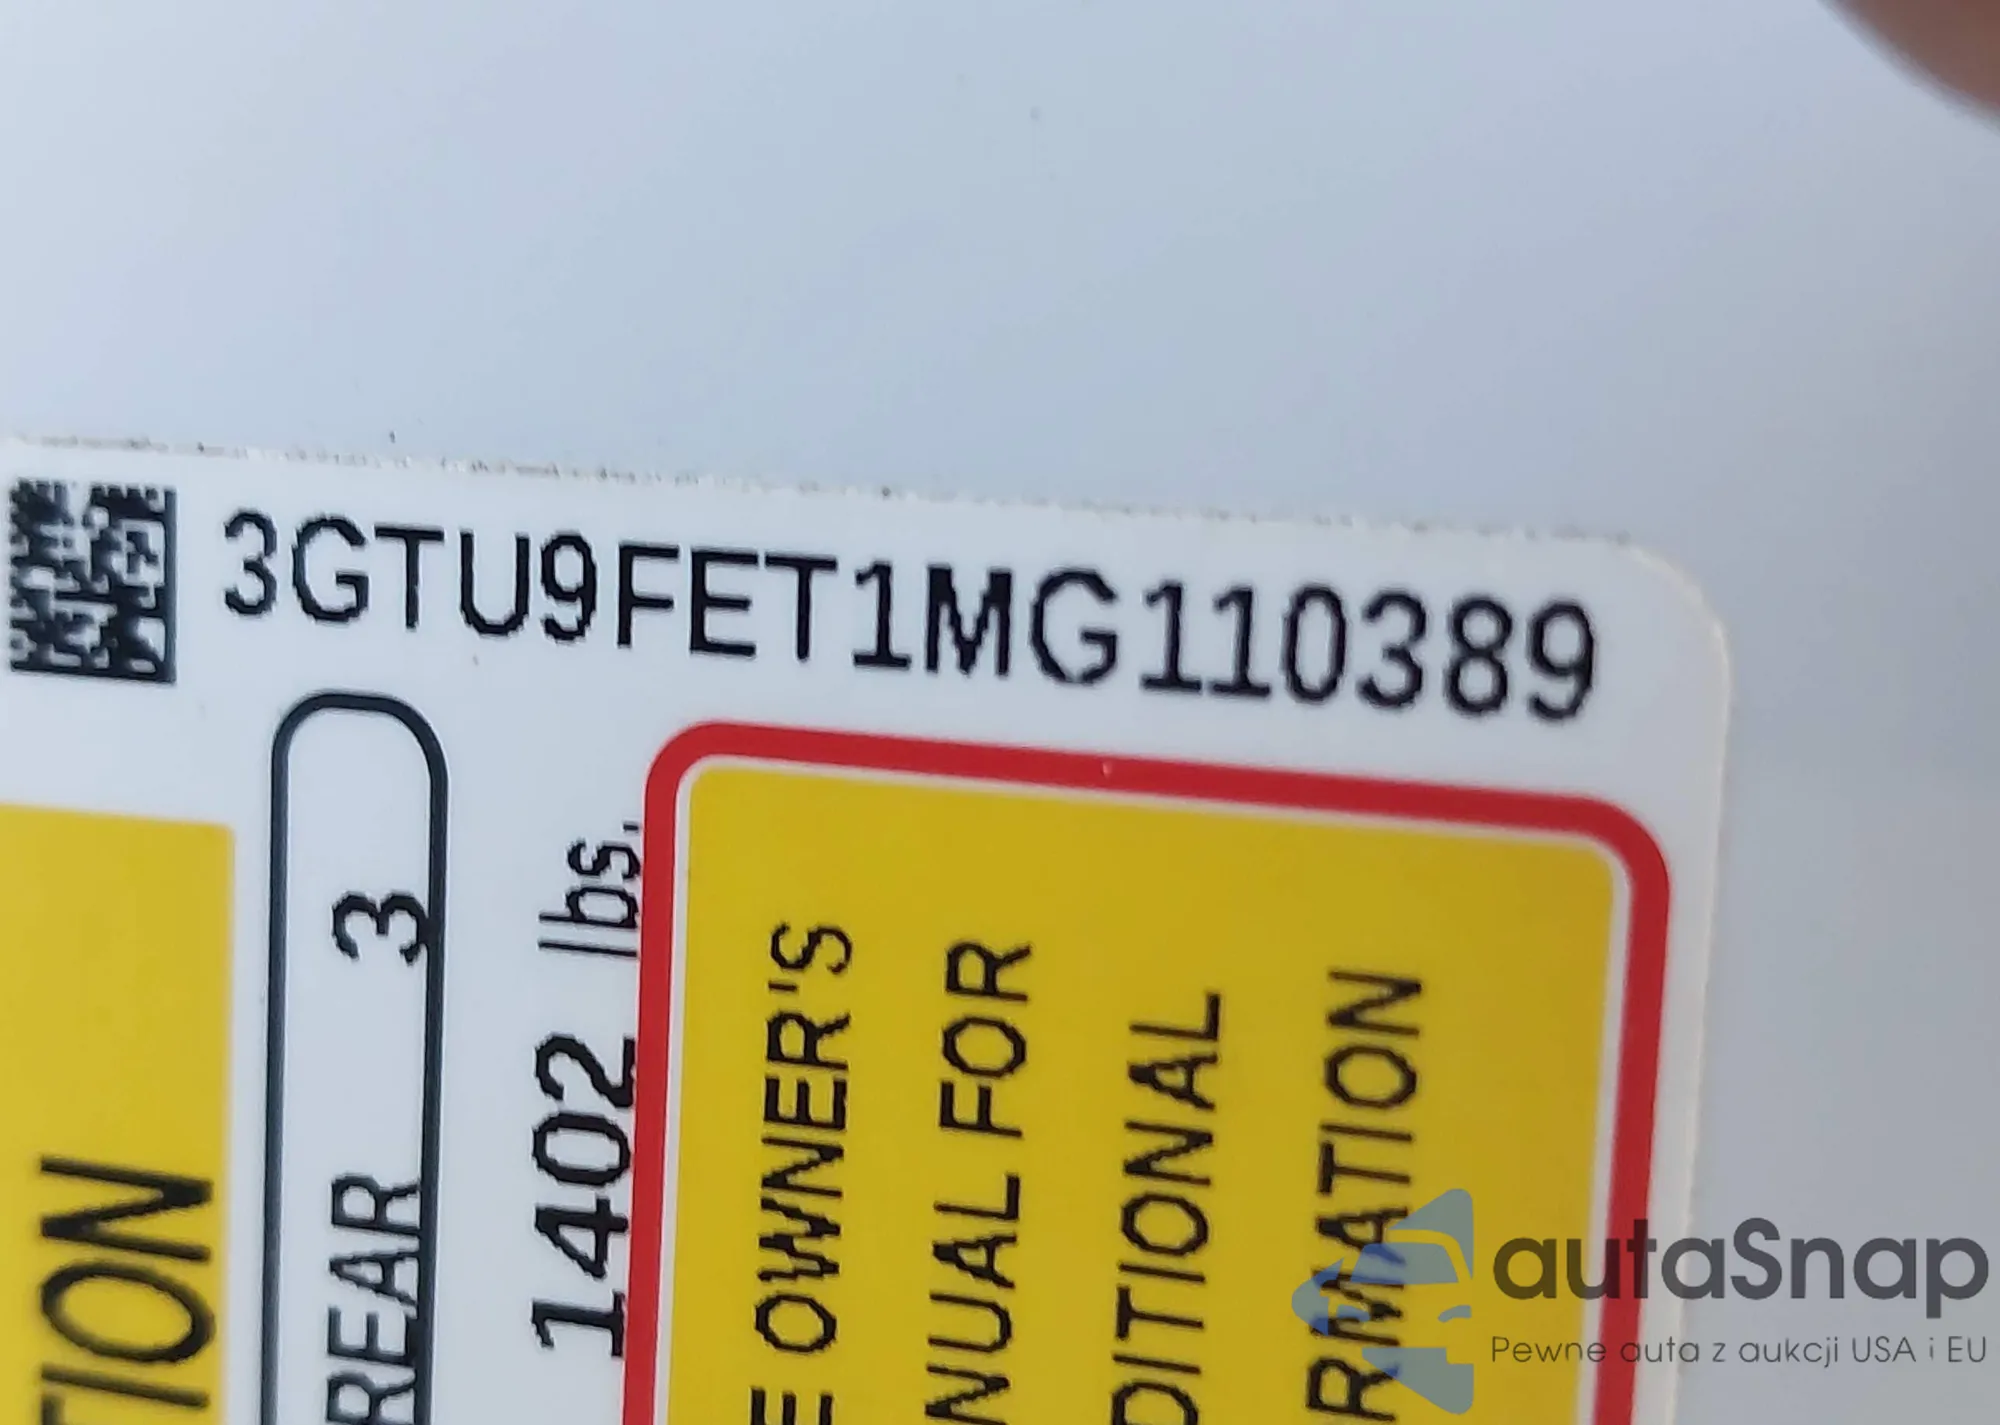 3GTU9FET1MG110389
TION
REAR 3
1402 lbs.
E OWNER'S
NUAL FOR
DITIONAL
RMATION
autaSnap
Pewne auta z aukcji USA i EU